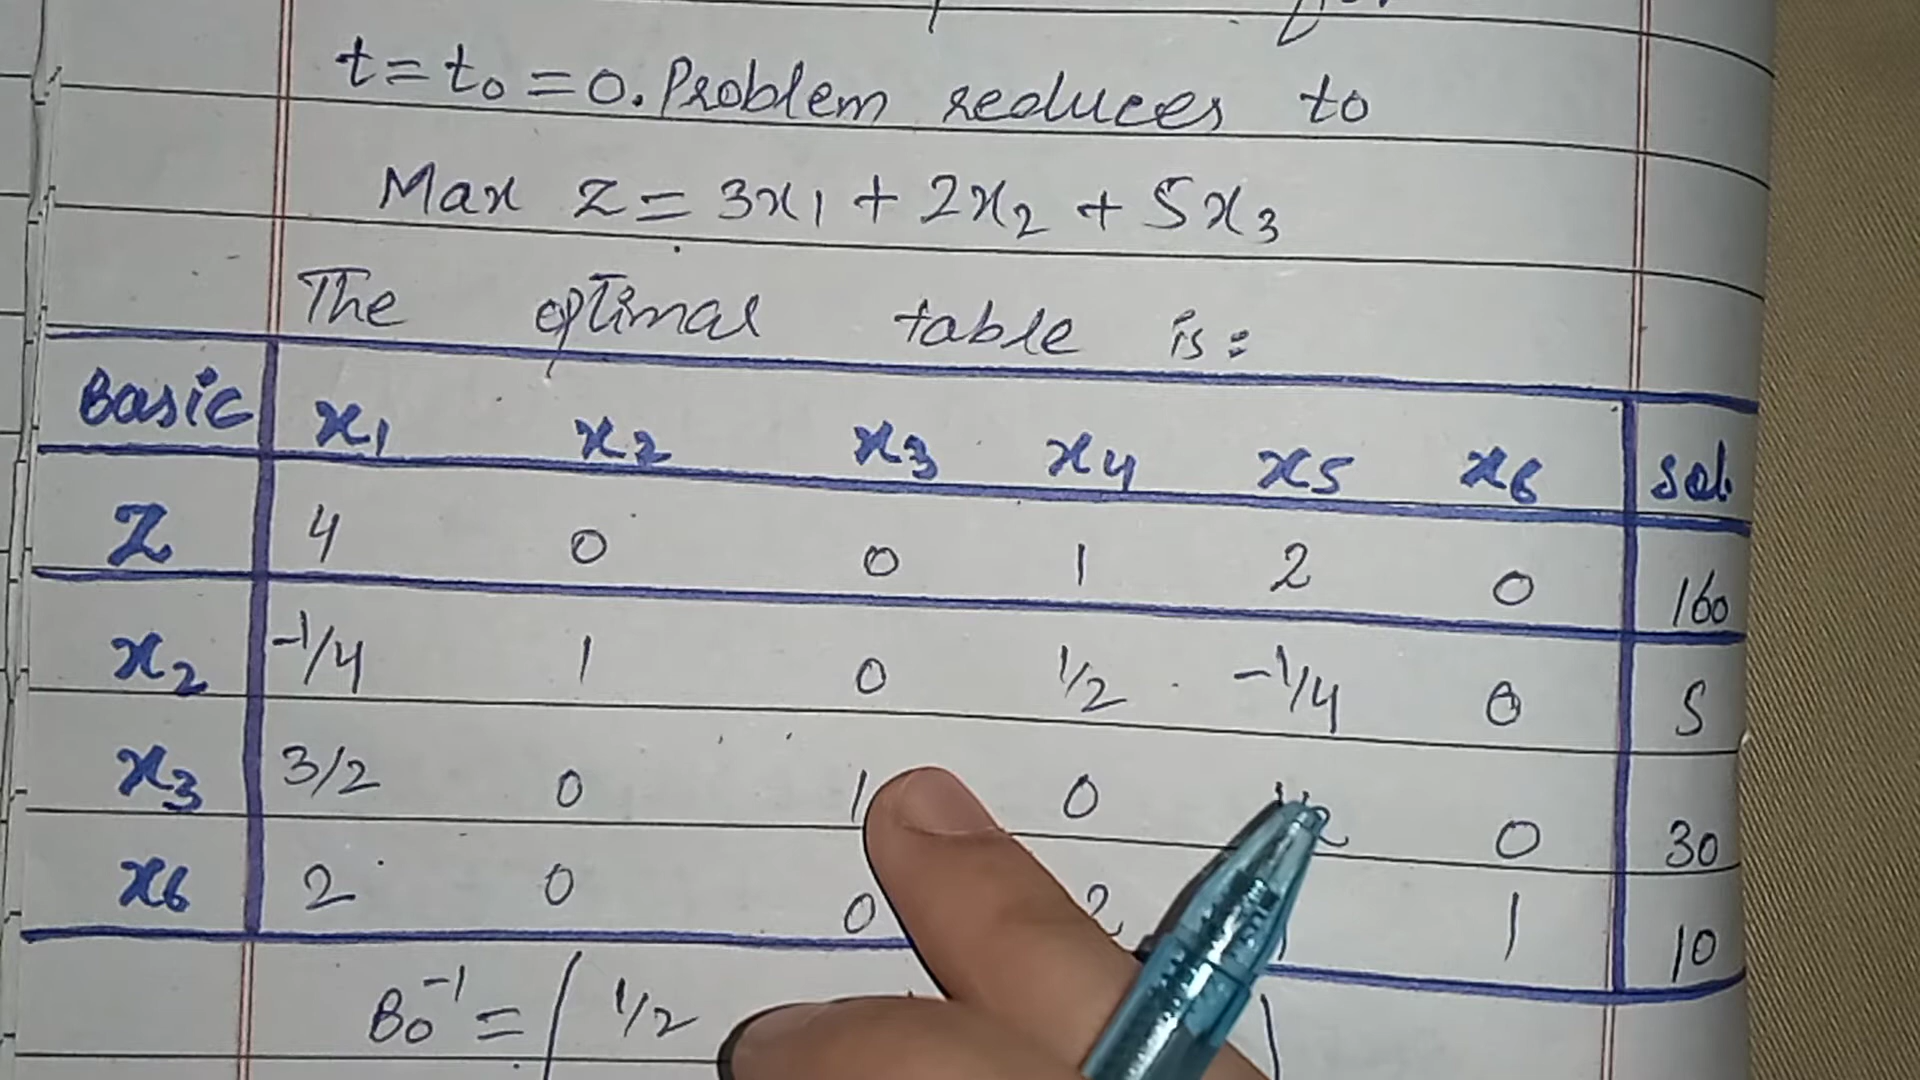 t = t₀ = 0. Problem reduces to
Max Z = 3x₁ + 2x₂ + 5x₃
The optimal table is:
Basic x₁ x₂ x₃ x₄ x₅ x₆ sol.
Z 4 0 0 1 2 0 160
x₂ -1/4 1 0 1/2 -1/4 0 5
x₃ 3/2 0 1 0 0 30
x₆ 2 0 0 2 1 10
B₀⁻¹ = ( 1/2 )